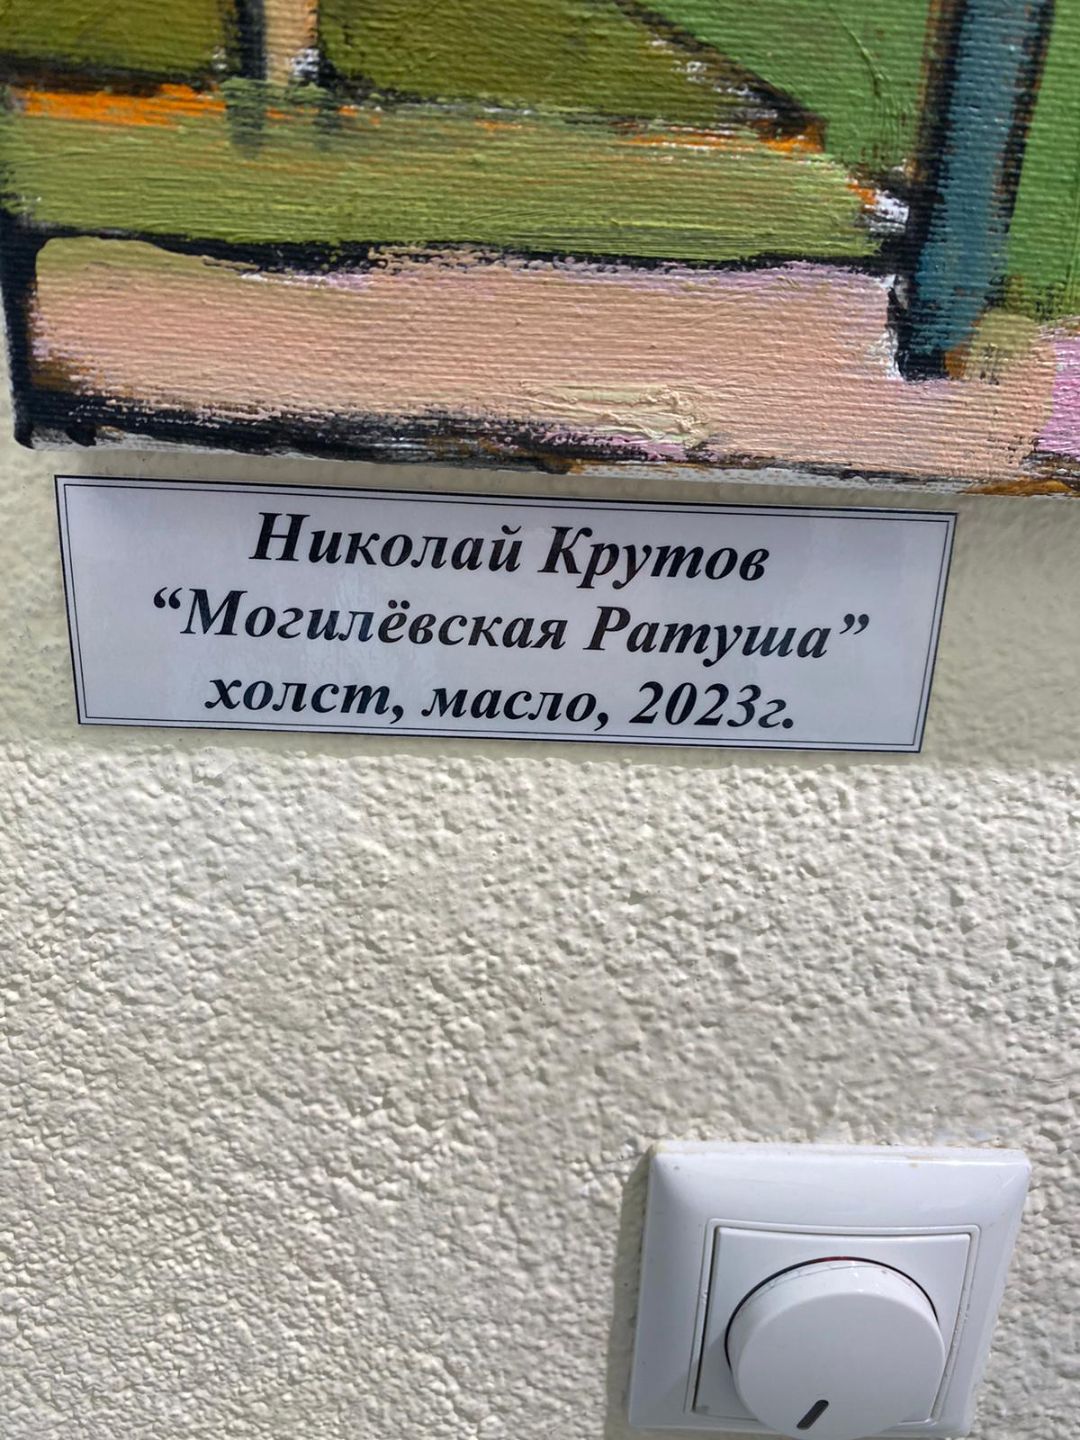 Николай Крутов
“Могилёвская Ратуша”
холст, масло, 2023г.